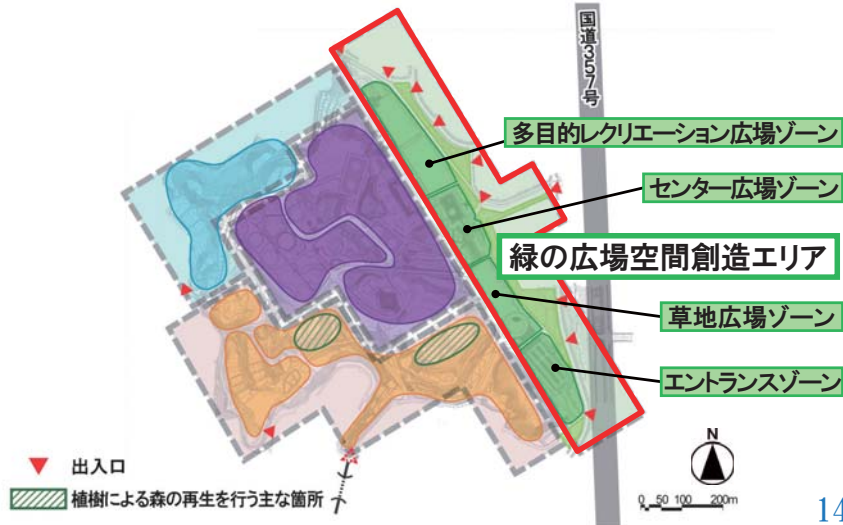 国道357号
多目的レクリエーション広場ゾーン
センター広場ゾーン
緑の広場空間創造エリア
草地広場ゾーン
エントランスゾーン
出入口
植樹による森の再生を行う主な箇所
N
0 50 100 200m
14